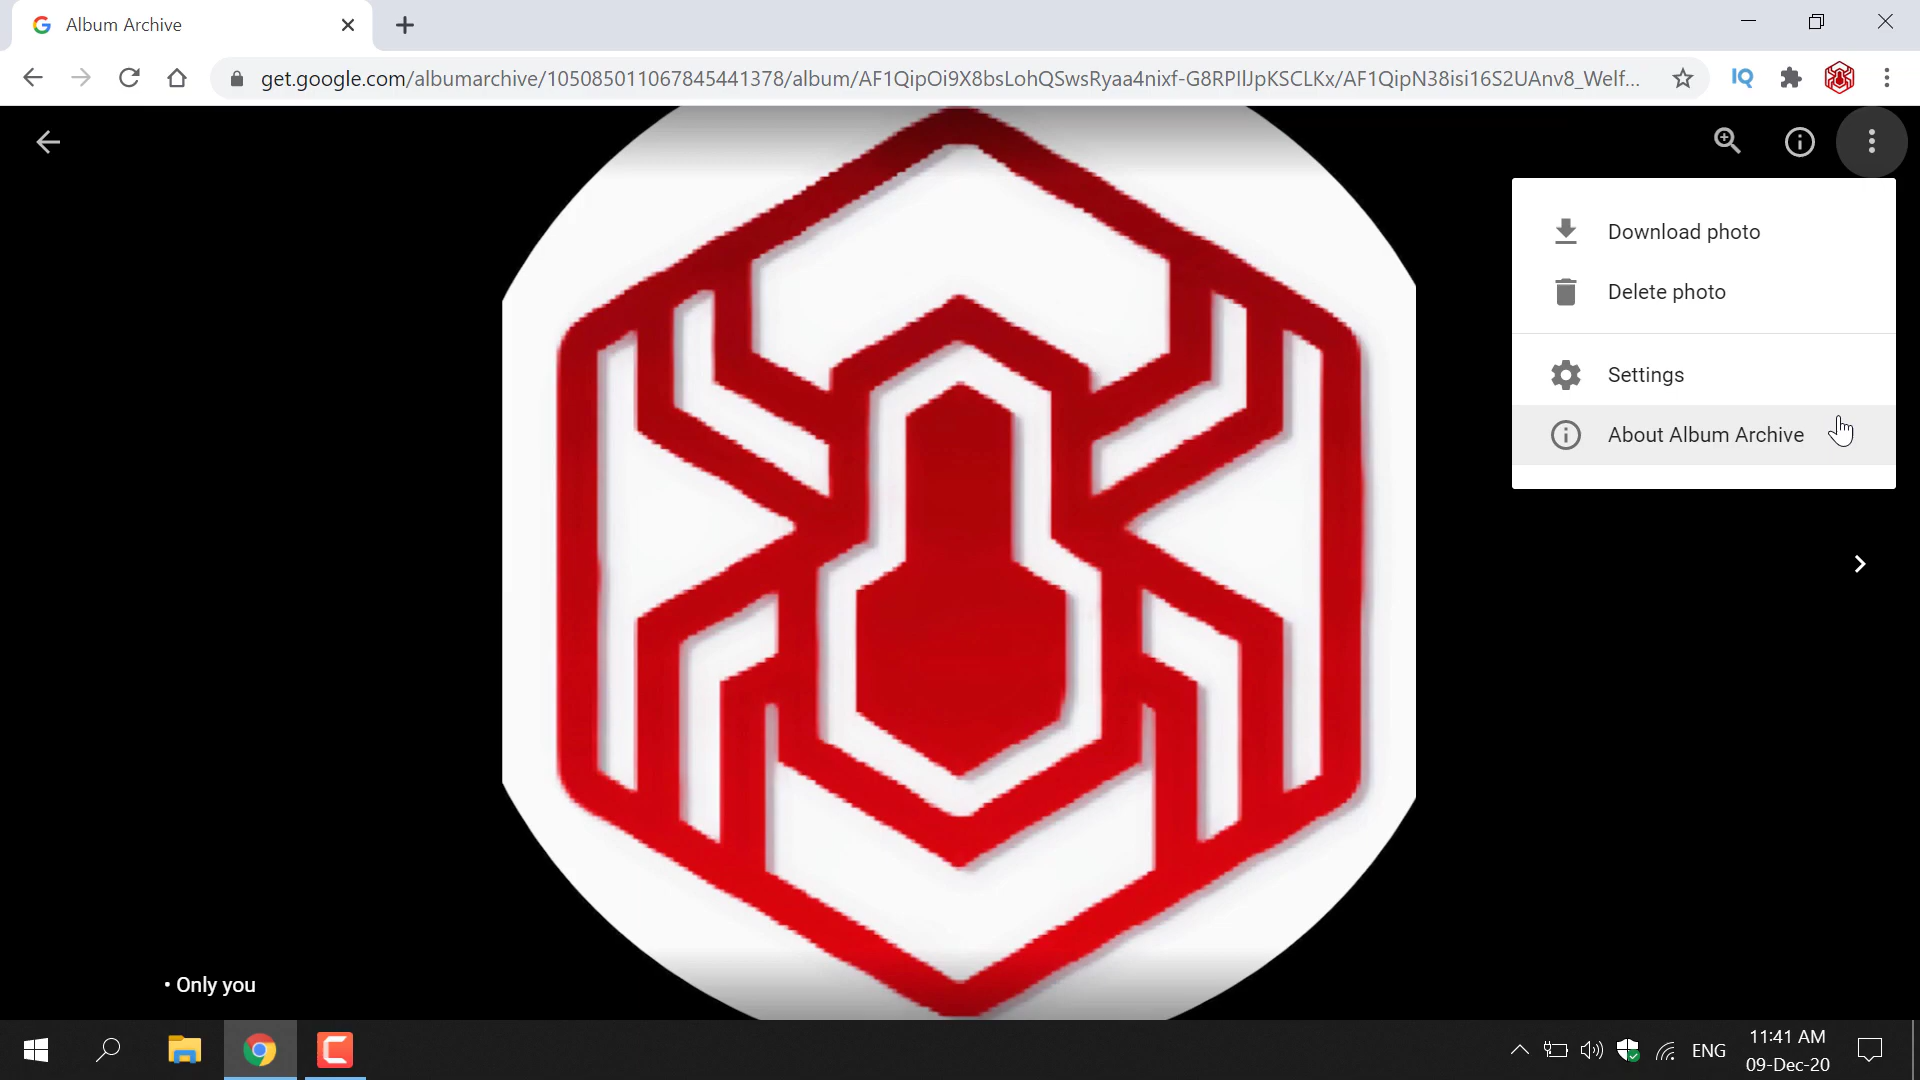 Album Archive
get.google.com/albumarchive/105085011067845441378/album/AF1QipOi9X8bsLohQSwsRyaa4nixf-G8RPIlJpKSCLKx/AF1QipN38isi16S2UAnv8_Welf...
IQ
Download photo
Delete photo
Settings
About Album Archive
• Only you
ENG
11:41 AM
09-Dec-20